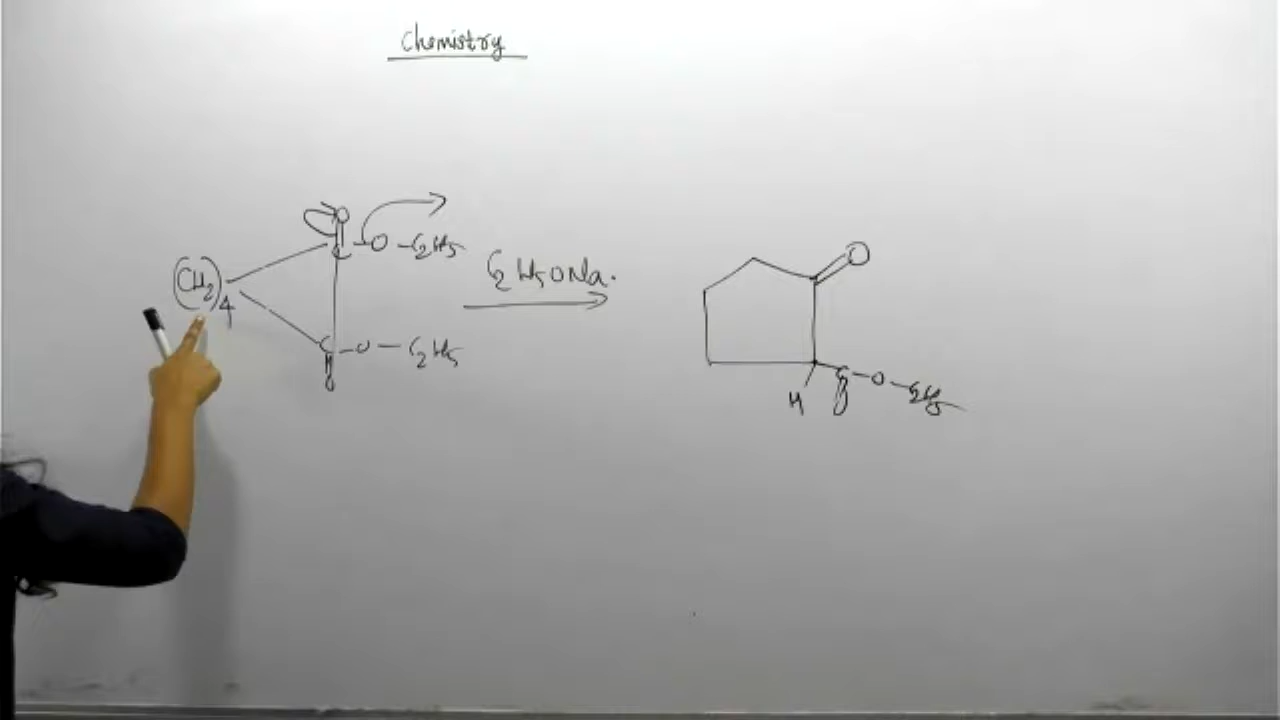 Chemistry
O
C-O-C2H5
(CH2)4
C2H5ONa.
C-O-C2H5
O
O
H C-O-C2H5
O